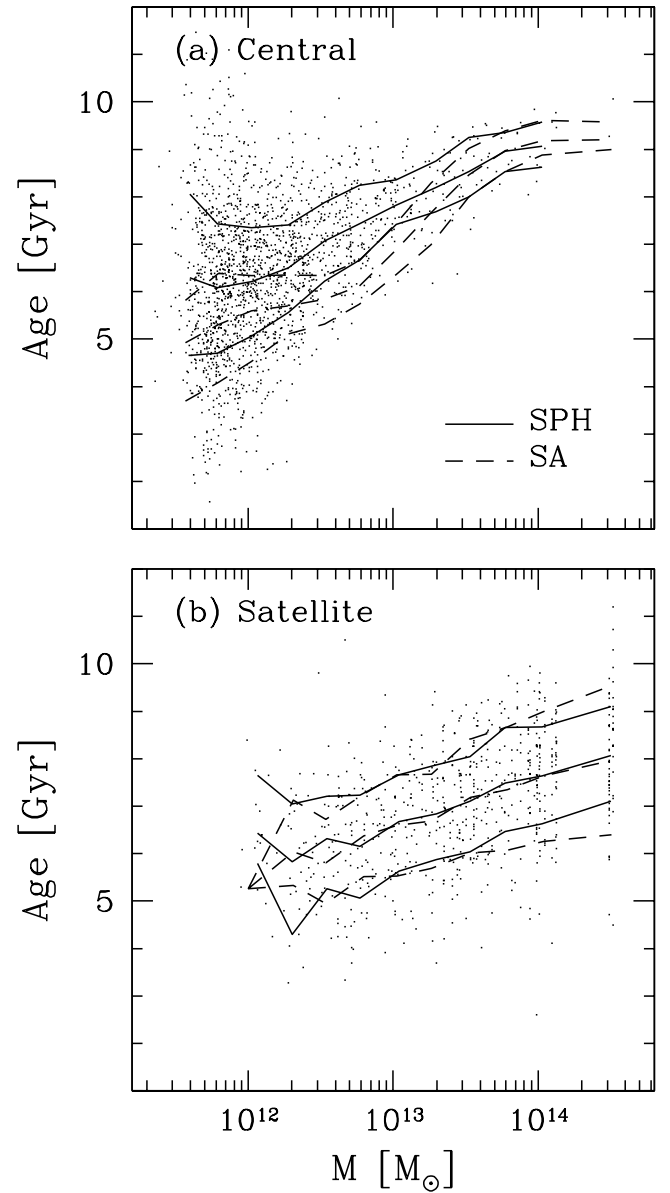 (a) Central
10
Age [Gyr]
5
SPH
SA
(b) Satellite
10
Age [Gyr]
5
10¹² 10¹³ 10¹⁴
M [M☉]